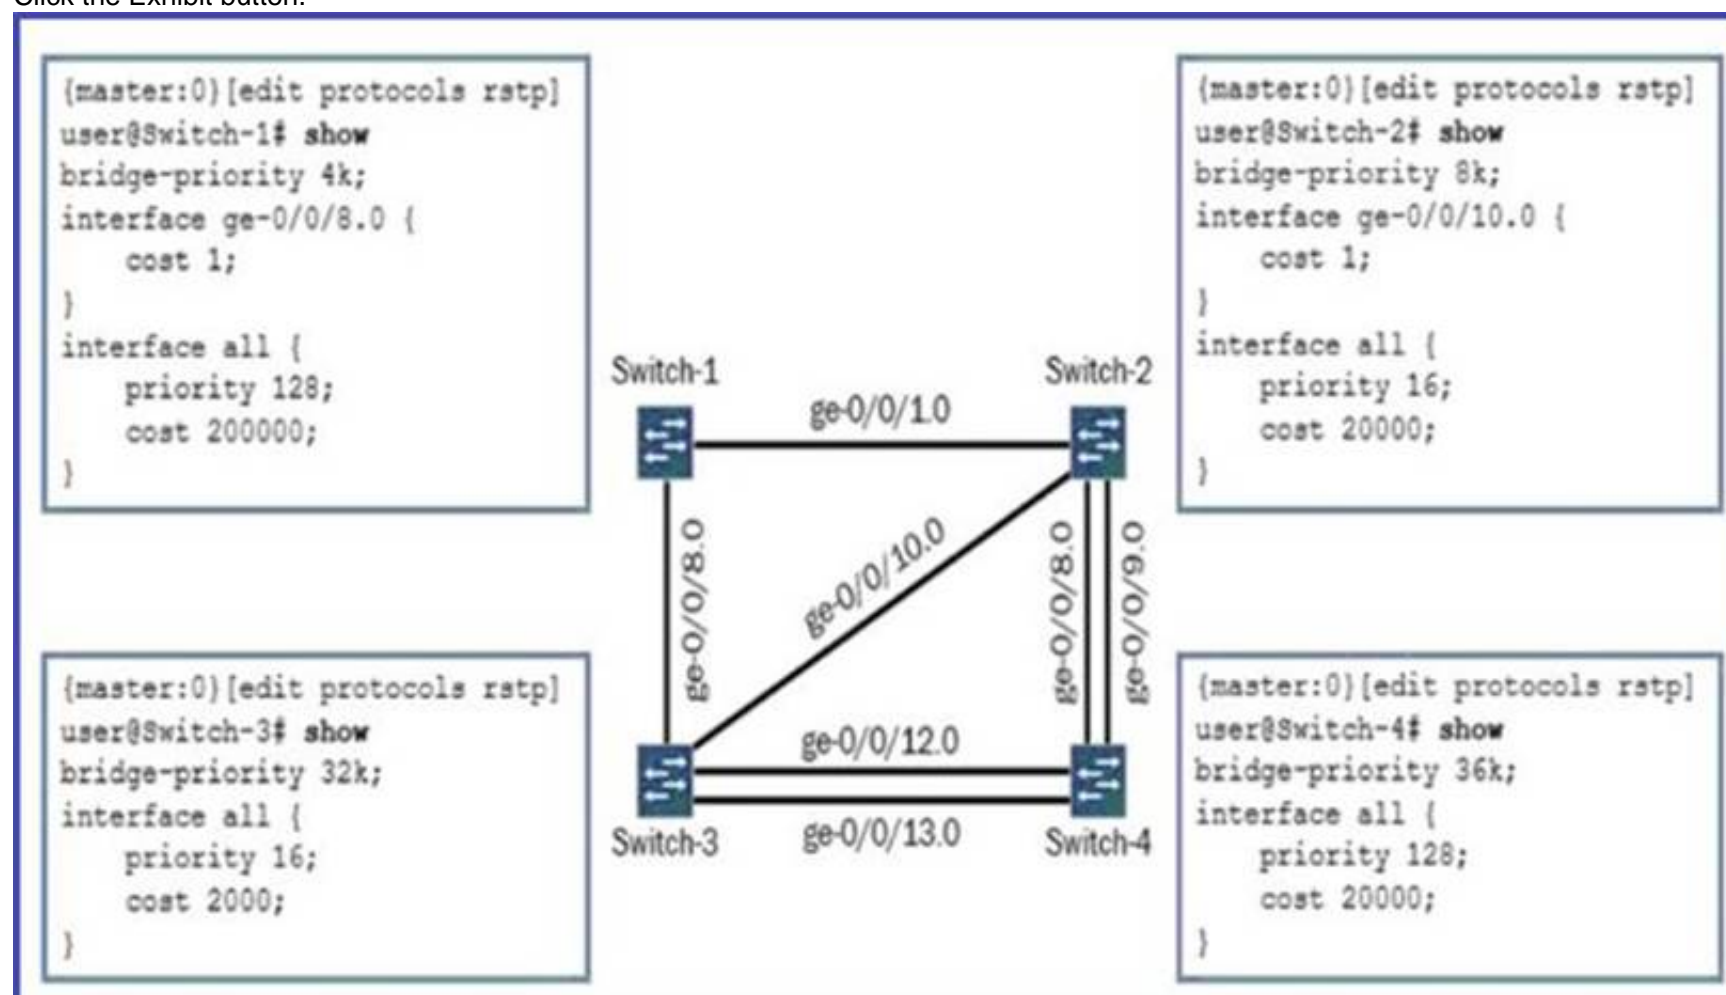 Click the Exhibit button.
{master:0}[edit protocols rstp]
user@Switch-1# show
bridge-priority 4k;
interface ge-0/0/8.0 {
cost 1;
}
interface all {
priority 128;
cost 200000;
}
{master:0}[edit protocols rstp]
user@Switch-2# show
bridge-priority 8k;
interface ge-0/0/10.0 {
cost 1;
}
interface all {
priority 16;
cost 20000;
}
Switch-1
Switch-2
ge-0/0/1.0
ge-0/0/8.0
ge-0/0/10.0
ge-0/0/8.0
ge-0/0/9.0
ge-0/0/12.0
ge-0/0/13.0
Switch-3
Switch-4
{master:0}[edit protocols rstp]
user@Switch-3# show
bridge-priority 32k;
interface all {
priority 16;
cost 2000;
}
{master:0}[edit protocols rstp]
user@Switch-4# show
bridge-priority 36k;
interface all {
priority 128;
cost 20000;
}